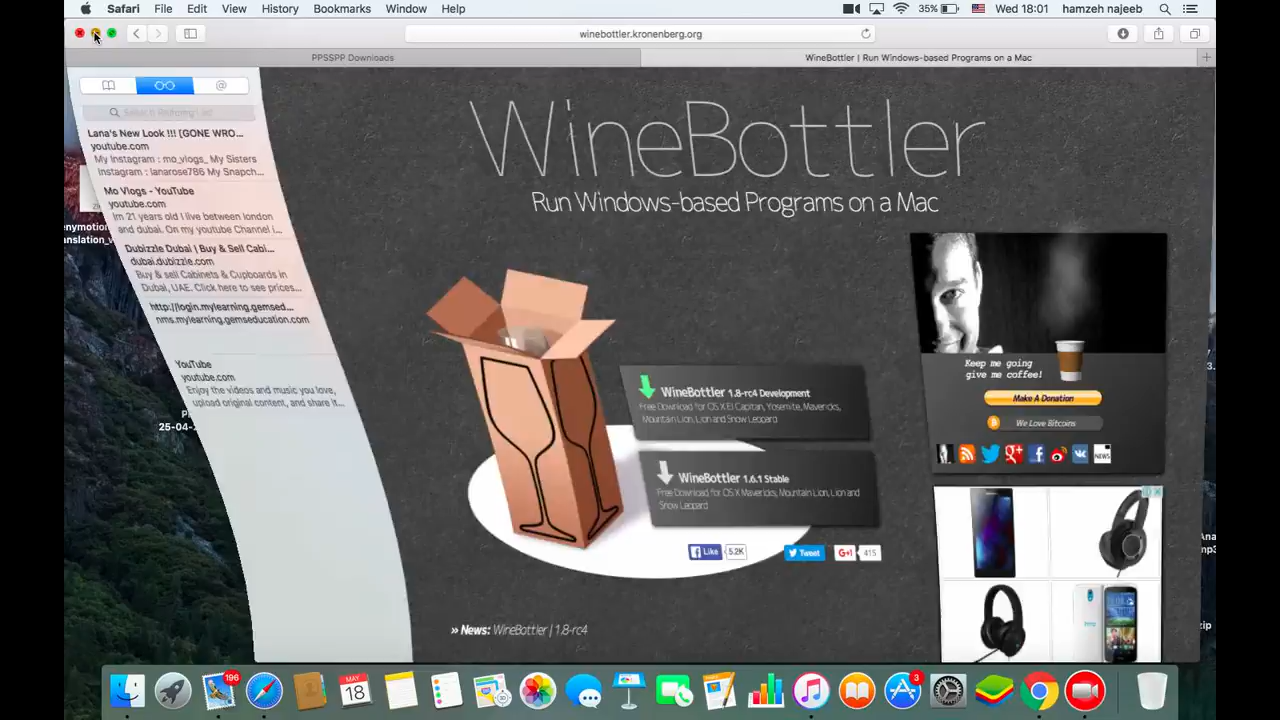 Safari File Edit View History Bookmarks Window Help 35% Wed 18:01 hamzeh najeeb
winebottler.kronenberg.org
PPSSPP Downloads
WineBottler | Run Windows-based Programs on a Mac
Lana's New Look !!! [GONE WRO...
youtube.com
My Instagram : mo_vlogs_ My Sisters
Instagram : lanarose786 My Snapch...
Mo Vlogs - YouTube
youtube.com
Im 21 years old I live between london
and dubai. On my youtube Channel i...
Dubizzle Dubai | Buy & Sell Cabi...
dubai.dubizzle.com
Buy & sell Cabinets & Cupboards in
Dubai, UAE. Click here to see prices...
http://login.mylearning.gemsed...
nms.mylearning.gemseducation.com
YouTube
youtube.com
Enjoy the videos and music you love,
upload original content, and share it...
enymotion
anslation_v
25-04-
WineBottler
Run Windows-based Programs on a Mac
WineBottler 1.8-rc4 Development
Free Download for OS X El Capitan, Yosemite, Mavericks,
Mountain Lion, Lion and Snow Leopard
WineBottler 1.6.1 Stable
Free Download for OS X Mavericks, Mountain Lion, Lion and
Snow Leopard
Like 5.2K
Tweet
G+1 415
» News: WineBottler | 1.8-rc4
Keep me going
give me coffee!
Make A Donation
We Love Bitcoins
NEWS
Ana
mp3
zip
196
MAY
18
3